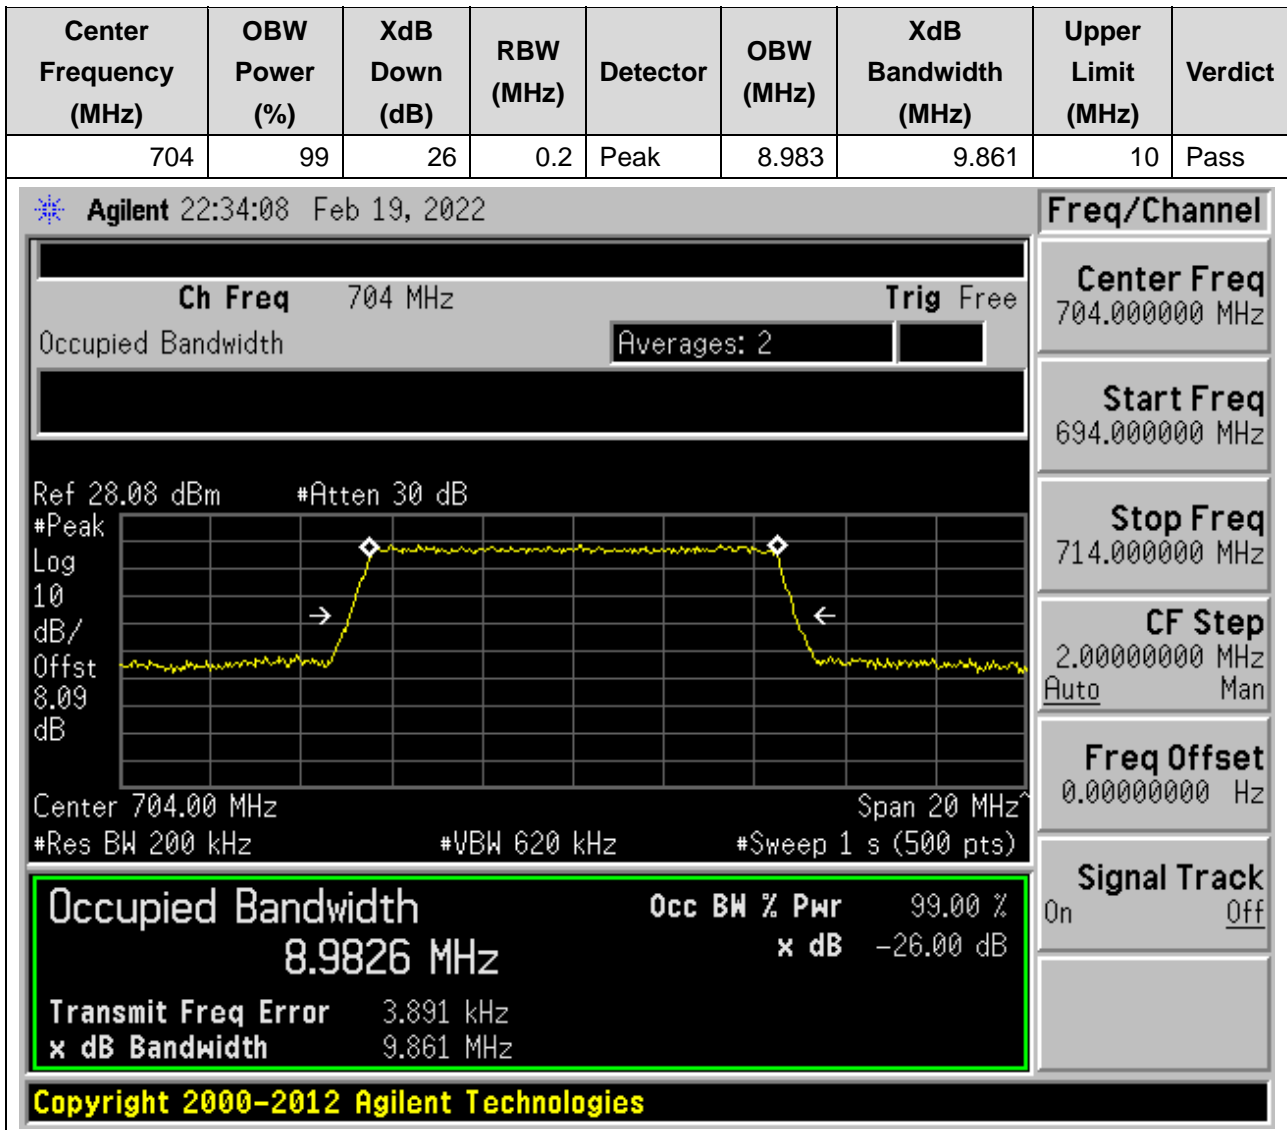 Center Frequency (MHz) OBW Power (%) XdB Down (dB) RBW (MHz) Detector OBW (MHz) XdB Bandwidth (MHz) Upper Limit (MHz) Verdict
704 99 26 0.2 Peak 8.983 9.861 10 Pass
Agilent 22:34:08 Feb 19, 2022
Ch Freq 704 MHz Trig Free
Occupied Bandwidth Averages: 2
Ref 28.08 dBm #Atten 30 dB
#Peak
Log
10
dB/
Offst
8.09
dB
Center 704.00 MHz Span 20 MHz^
#Res BW 200 kHz #VBW 620 kHz #Sweep 1 s (500 pts)
Occupied Bandwidth Occ BW % Pwr 99.00 %
8.9826 MHz x dB -26.00 dB
Transmit Freq Error 3.891 kHz
x dB Bandwidth 9.861 MHz
Freq/Channel
Center Freq
704.000000 MHz
Start Freq
694.000000 MHz
Stop Freq
714.000000 MHz
CF Step
2.00000000 MHz
Auto Man
Freq Offset
0.00000000 Hz
Signal Track
On Off
Copyright 2000-2012 Agilent Technologies